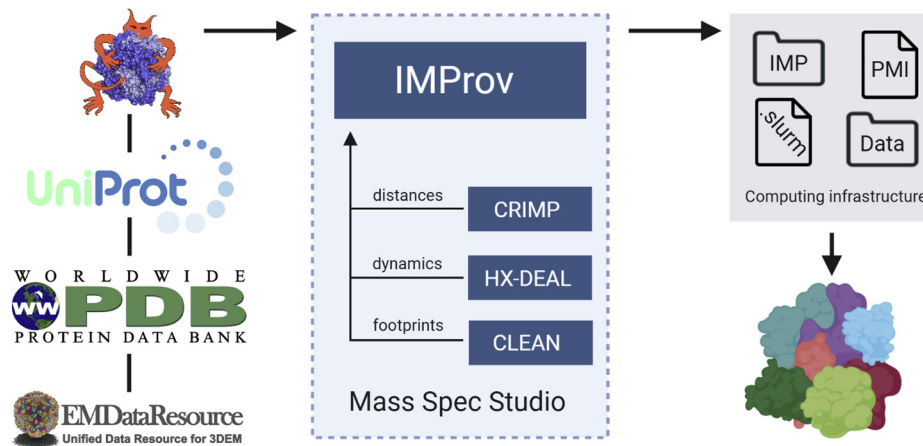 UniProt
WORLDWIDE
WWPDB
PROTEIN DATA BANK
EMDataResource
Unified Data Resource for 3DEM
IMProv
distances
CRIMP
dynamics
HX-DEAL
footprints
CLEAN
Mass Spec Studio
IMP
PMI
.slurm
Data
Computing infrastructure